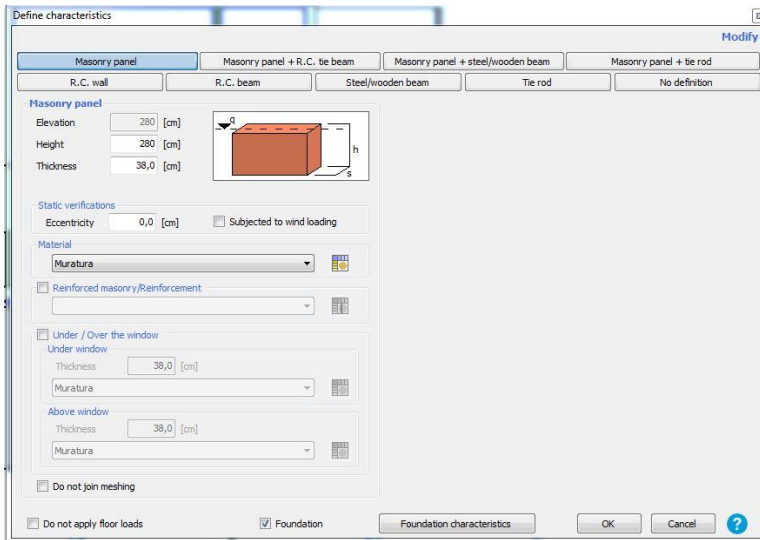 Define characteristics
Modify
Masonry panel
Masonry panel + R.C. tie beam
Masonry panel + steel/wooden beam
Masonry panel + tie rod
R.C. wall
R.C. beam
Steel/wooden beam
Tie rod
No definition
Masonry panel
Elevation 280 [cm]
Height 280 [cm]
Thickness 38,0 [cm]
q
h
s
Static verifications
Eccentricity 0,0 [cm] Subjected to wind loading
Material
Muratura
Reinforced masonry/Reinforcement
Under / Over the window
Under window
Thickness 38,0 [cm]
Muratura
Above window
Thickness 38,0 [cm]
Muratura
Do not join meshing
Do not apply floor loads
Foundation
Foundation characteristics
OK
Cancel
?